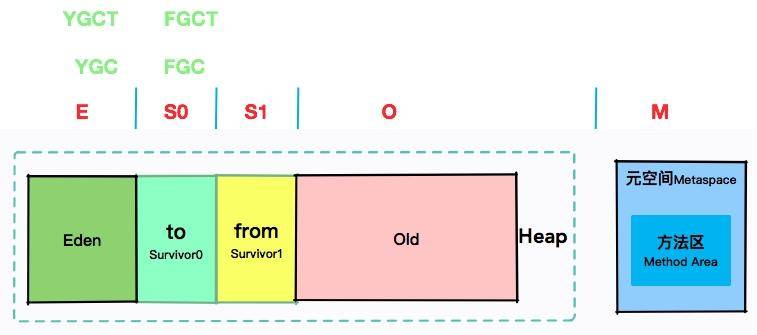 YGCT FGCT
YGC FGC
E S0 S1 O M
元空间Metaspace
to from
Eden Survivor0 Survivor1 Old Heap
方法区
Method Area